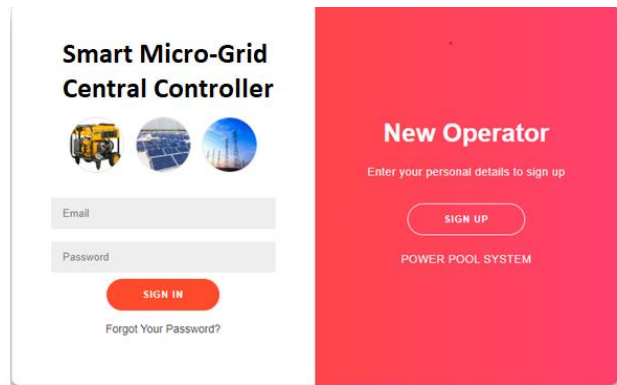 Smart Micro-Grid
Central Controller
Email
Password
SIGN IN
Forgot Your Password?
New Operator
Enter your personal details to sign up
SIGN UP
POWER POOL SYSTEM